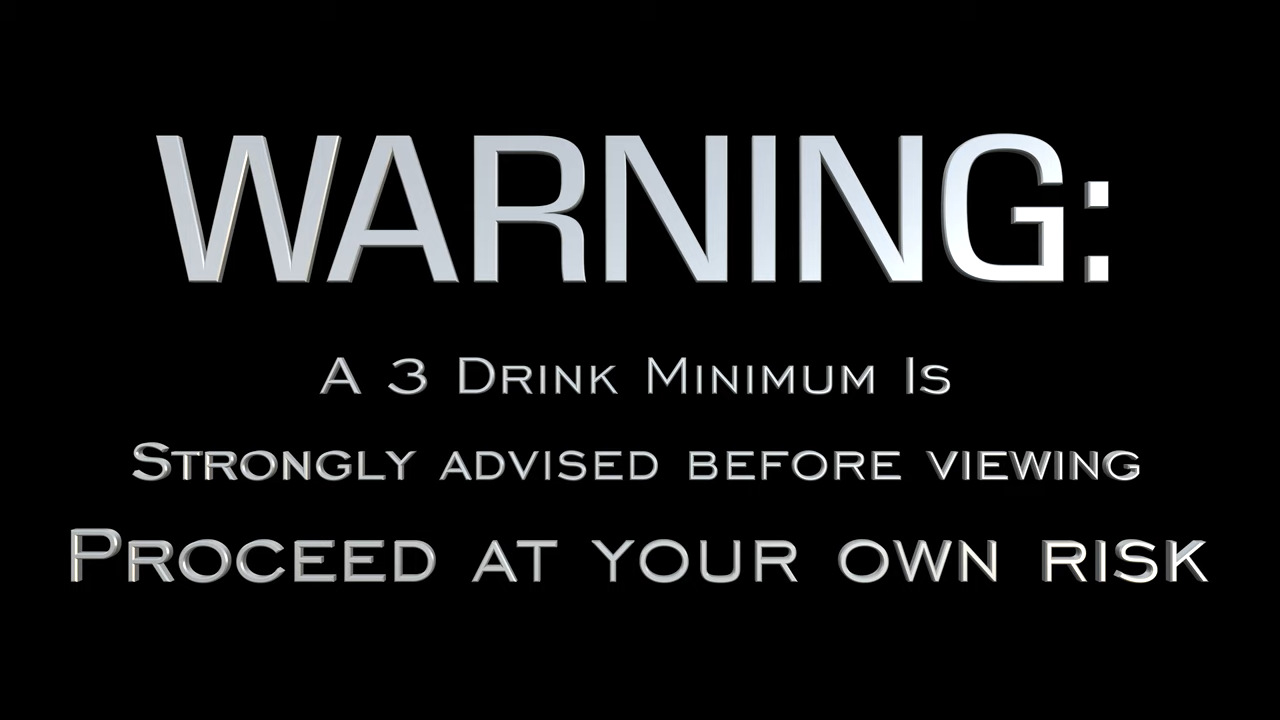 WARNING:
A 3 Drink Minimum Is
Strongly advised before viewing
Proceed at your own risk